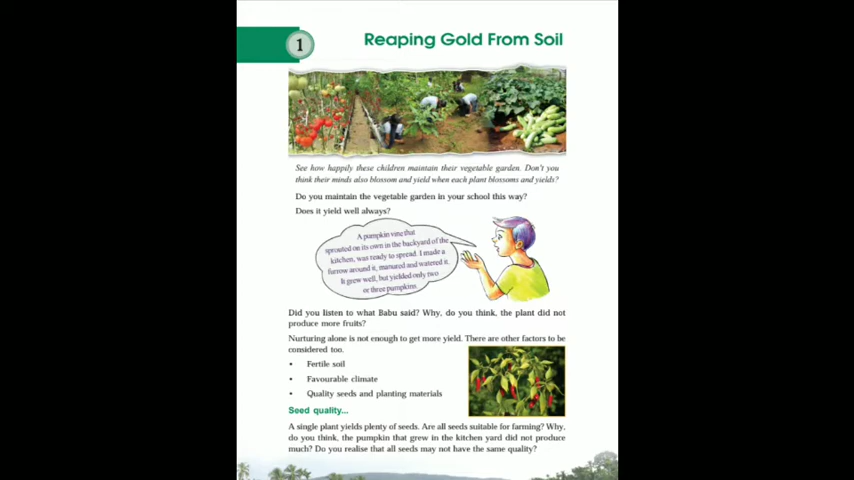 1
Reaping Gold From Soil
See how happily these children maintain their vegetable garden. Don't you
think their minds also blossom and yield when each plant blossoms and yields?
Do you maintain the vegetable garden in your school this way?
Does it yield well always?
A pumpkin vine that
sprouted on its own in the backyard of the
kitchen, was ready to spread. I made a
furrow around it, manured and watered it.
It grew well, but yielded only two
or three pumpkins.
Did you listen to what Babu said? Why, do you think, the plant did not
produce more fruits?
Nurturing alone is not enough to get more yield. There are other factors to be
considered too.
• Fertile soil
• Favourable climate
• Quality seeds and planting materials
Seed quality...
A single plant yields plenty of seeds. Are all seeds suitable for farming? Why,
do you think, the pumpkin that grew in the kitchen yard did not produce
much? Do you realise that all seeds may not have the same quality?